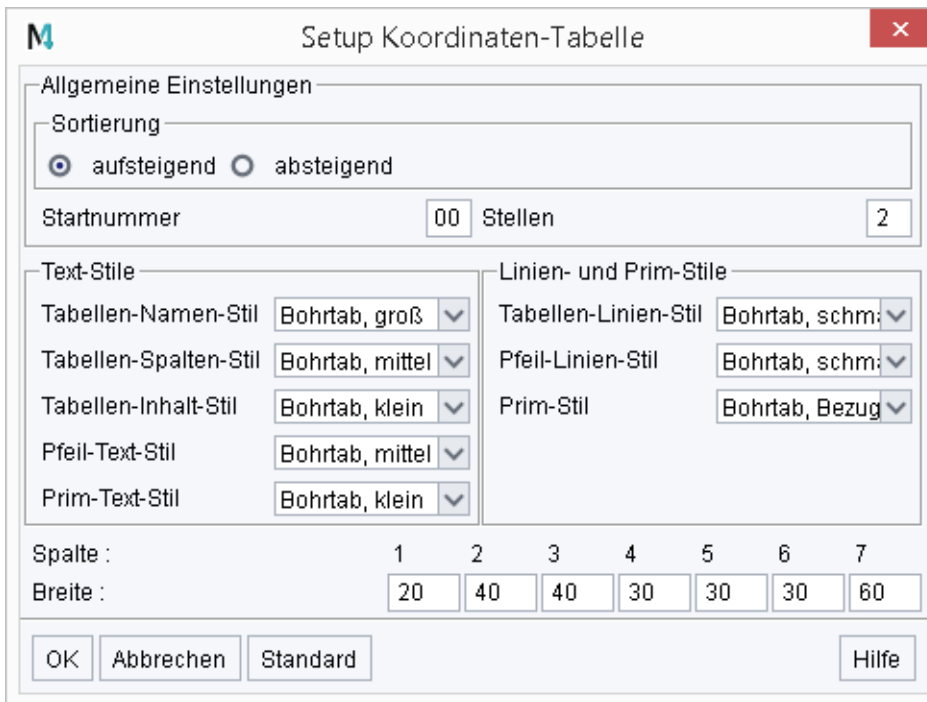 Setup Koordinaten-Tabelle
Allgemeine Einstellungen
Sortierung
aufsteigend absteigend
Startnummer 00 Stellen 2
Text-Stile
Tabellen-Namen-Stil Bohrtab, groß
Tabellen-Spalten-Stil Bohrtab, mittel
Tabellen-Inhalt-Stil Bohrtab, klein
Pfeil-Text-Stil Bohrtab, mittel
Prim-Text-Stil Bohrtab, klein
Linien- und Prim-Stile
Tabellen-Linien-Stil Bohrtab, schm
Pfeil-Linien-Stil Bohrtab, schm
Prim-Stil Bohrtab, Bezug
Spalte : 1 2 3 4 5 6 7
Breite : 20 40 40 30 30 30 60
OK Abbrechen Standard Hilfe